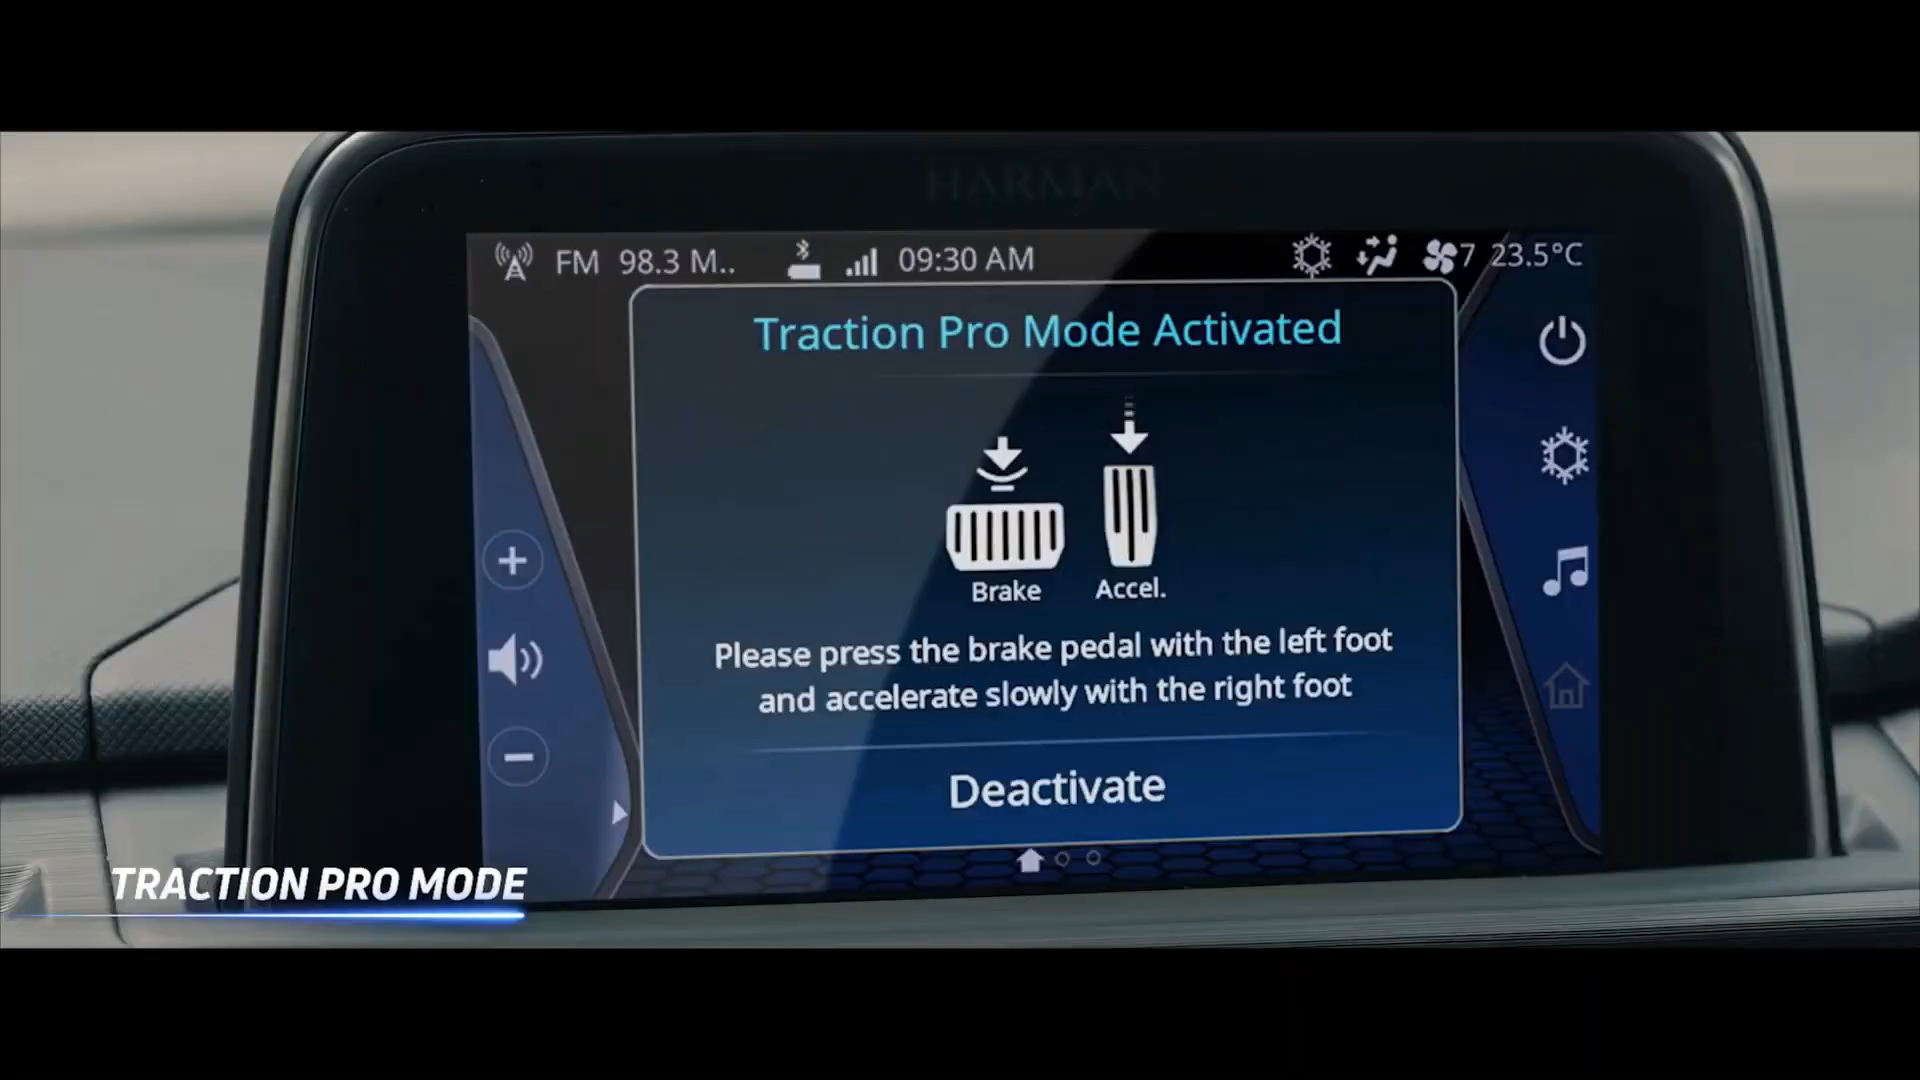 HARMAN
FM 98.3 M.. 09:30 AM 7 23.5°C
Traction Pro Mode Activated
Brake Accel.
Please press the brake pedal with the left foot
and accelerate slowly with the right foot
Deactivate
TRACTION PRO MODE